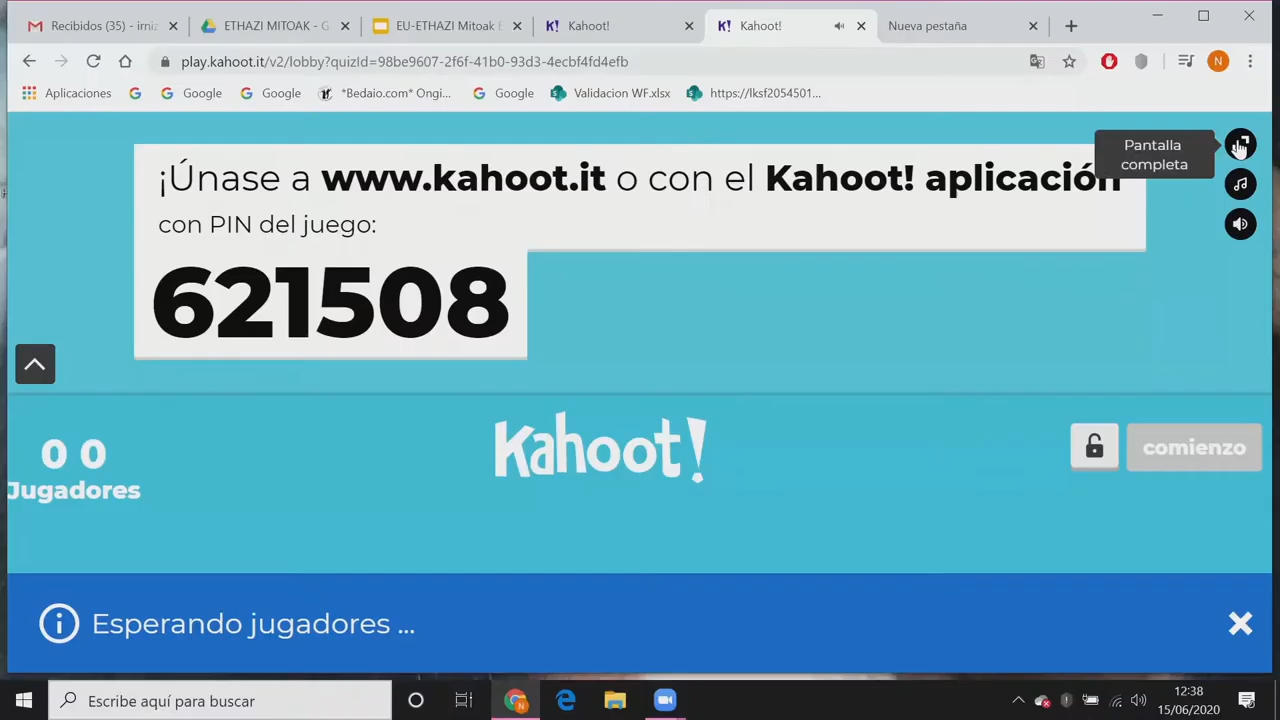 Recibidos (35) - irniz
ETHAZI MITOAK - G
EU-ETHAZI Mitoak E
K! Kahoot!
K! Kahoot!
Nueva pestaña
play.kahoot.it/v2/lobby?quizId=98be9607-2f6f-41b0-93d3-4ecbf4fd4efb
Aplicaciones
Google
Google
*Bedaio.com* Ongi...
Google
Validacion WF.xlsx
https://lksf2054501...
Pantalla
completa
¡Únase a www.kahoot.it o con el Kahoot! aplicación
con PIN del juego:
621508
0 0
Jugadores
Kahoot!
comienzo
Esperando jugadores ...
Escribe aquí para buscar
12:38
15/06/2020